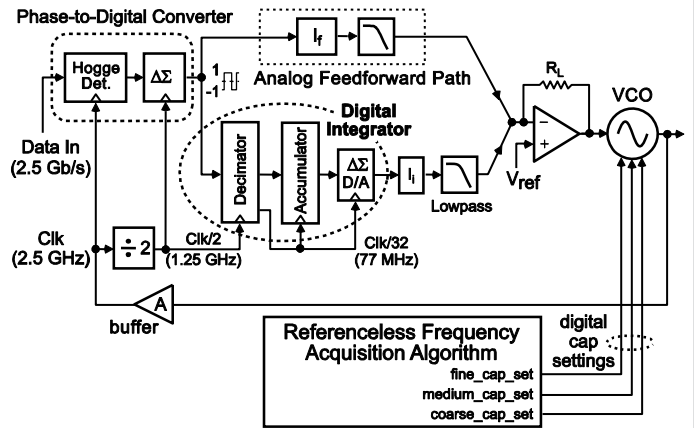 Phase-to-Digital Converter
Hogge
Det.
ΔΣ
1
-1
I_f
Analog Feedforward Path
R_L
VCO
Data In
(2.5 Gb/s)
Digital
Integrator
Decimator
Accumulator
ΔΣ
D/A
I_i
Lowpass
−
+
V_ref
Clk
(2.5 GHz)
÷ 2
Clk/2
(1.25 GHz)
Clk/32
(77 MHz)
A
buffer
Referenceless Frequency
Acquisition Algorithm
fine_cap_set
medium_cap_set
coarse_cap_set
digital
cap
settings